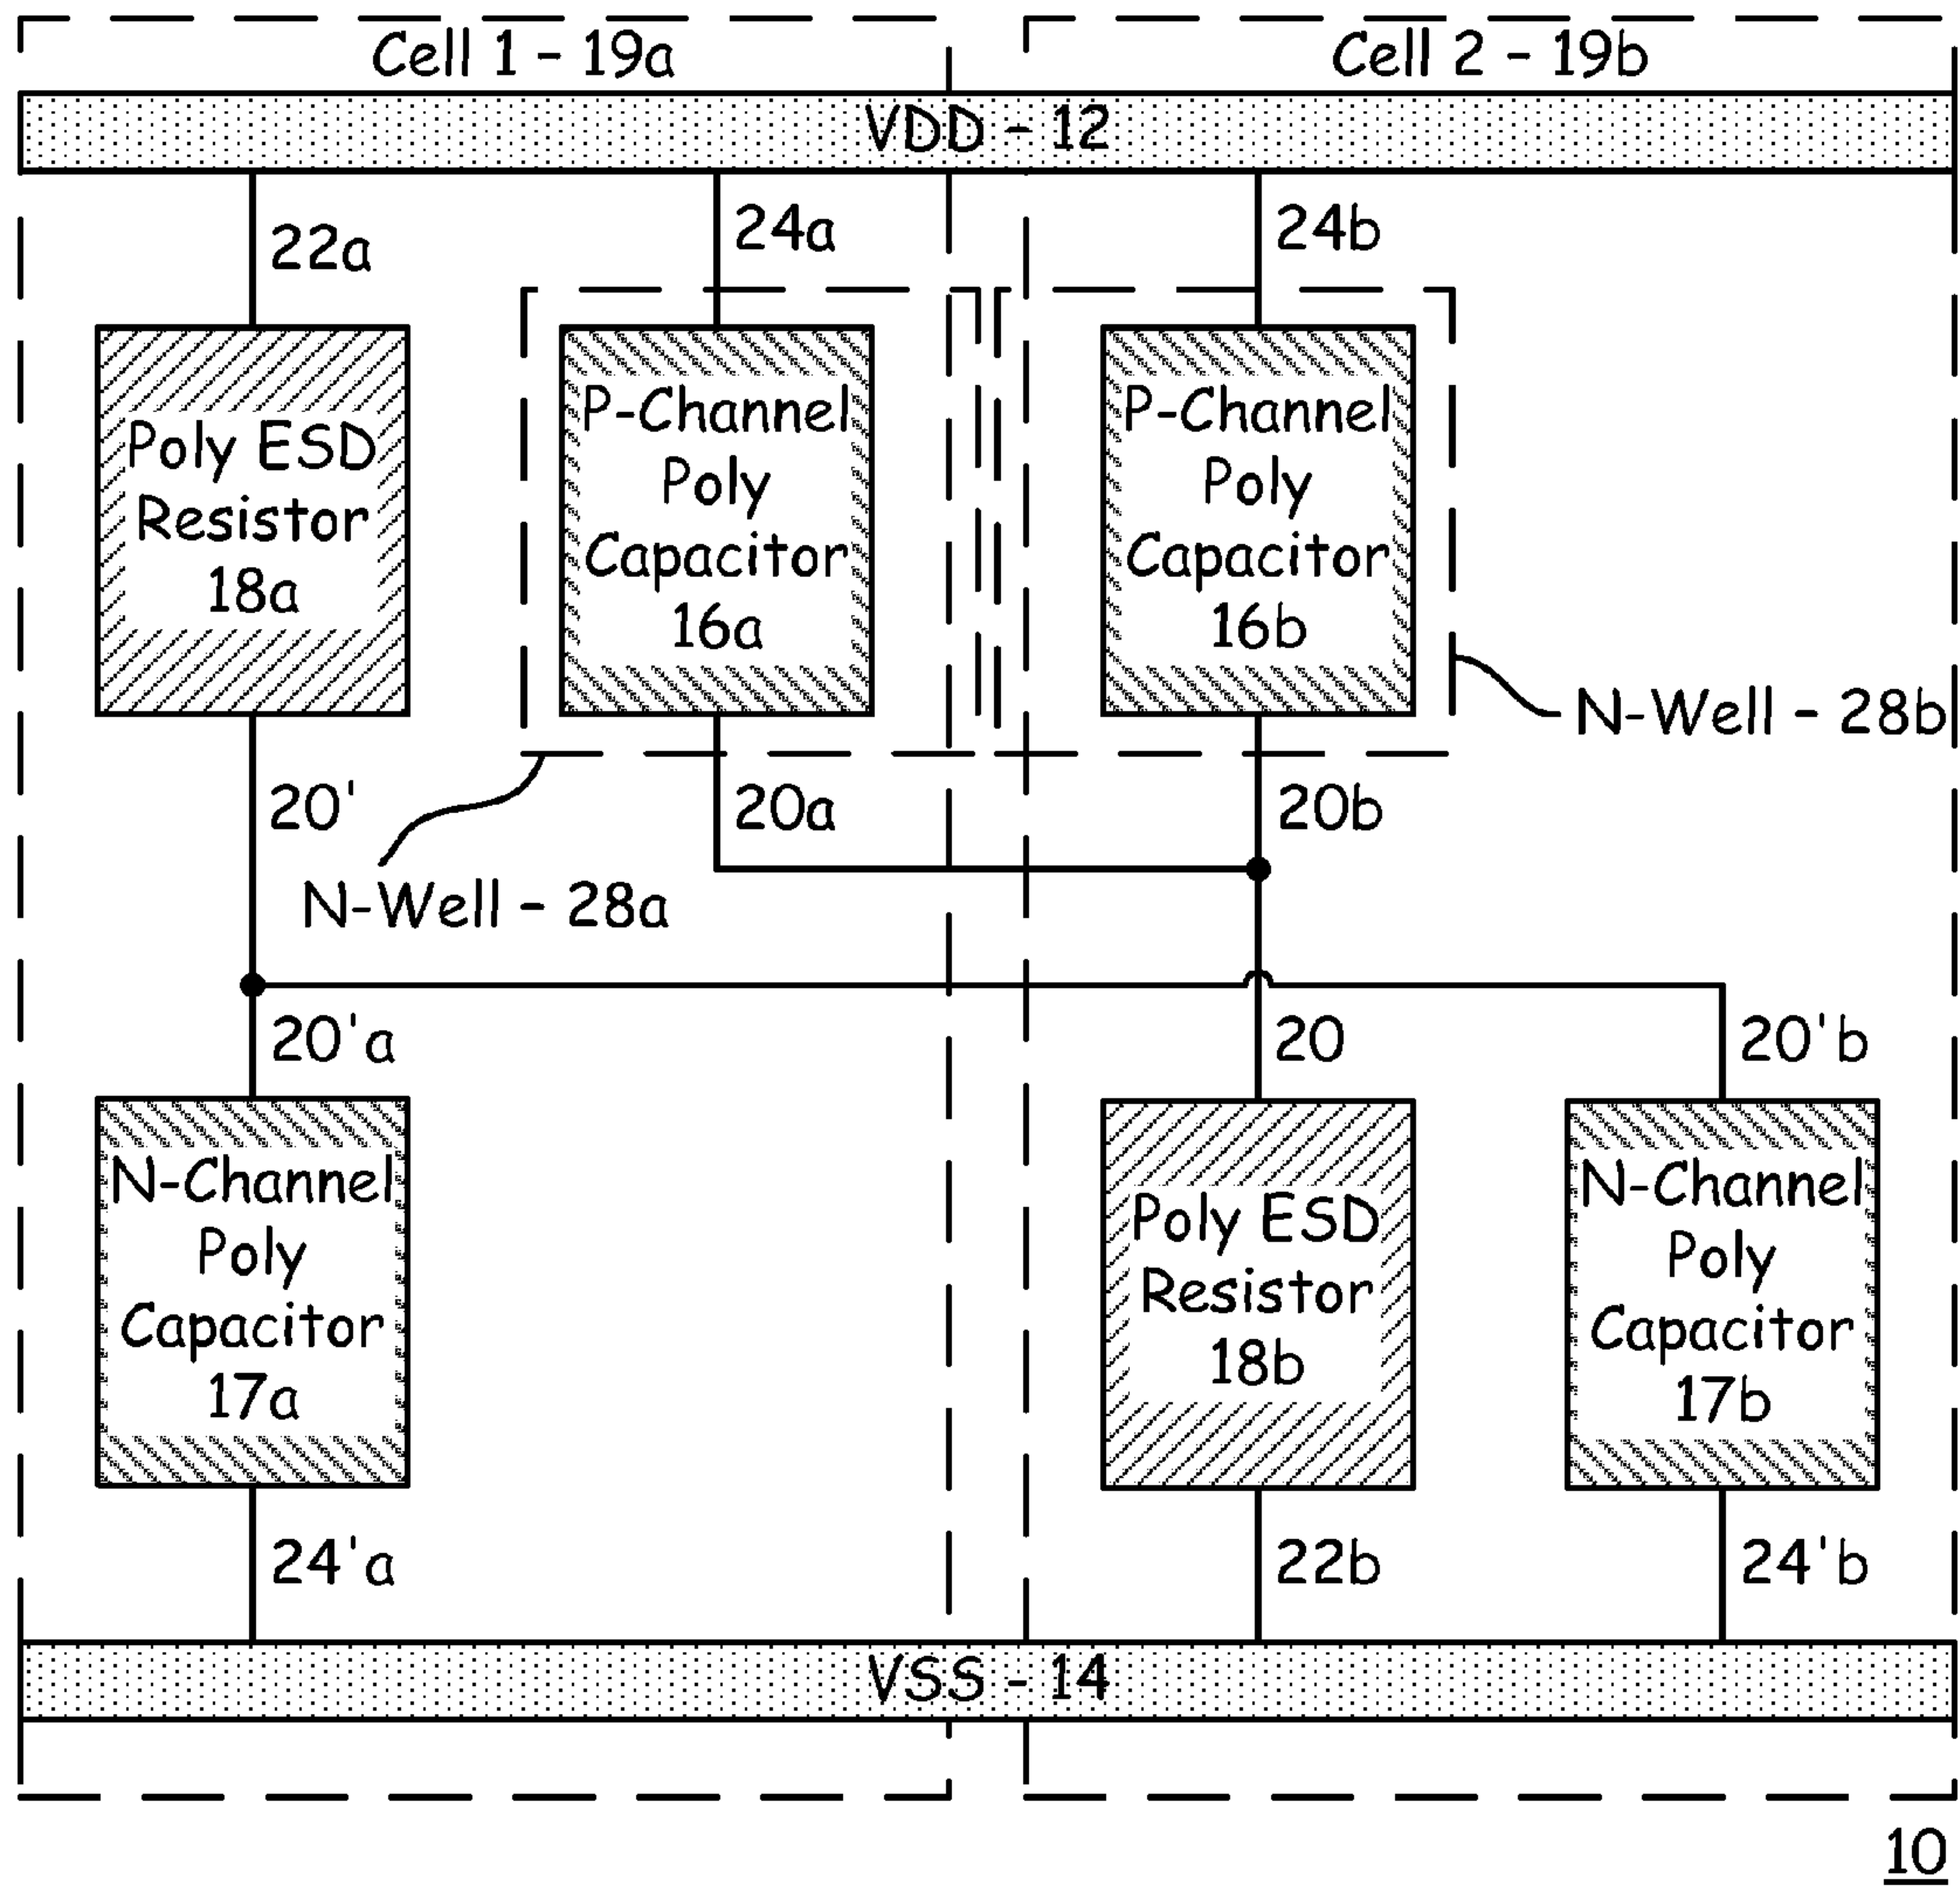 Cell 1 - 19a
Cell 2 - 19b
VDD - 12
22a
24a
24b
Poly ESD
Resistor
18a
P-Channel
Poly
Capacitor
16a
P-Channel
Poly
Capacitor
16b
N-Well - 28b
20'
20a
20b
N-Well - 28a
20'a
20
20'b
N-Channel
Poly
Capacitor
17a
Poly ESD
Resistor
18b
N-Channel
Poly
Capacitor
17b
24'a
22b
24'b
VSS - 14
10